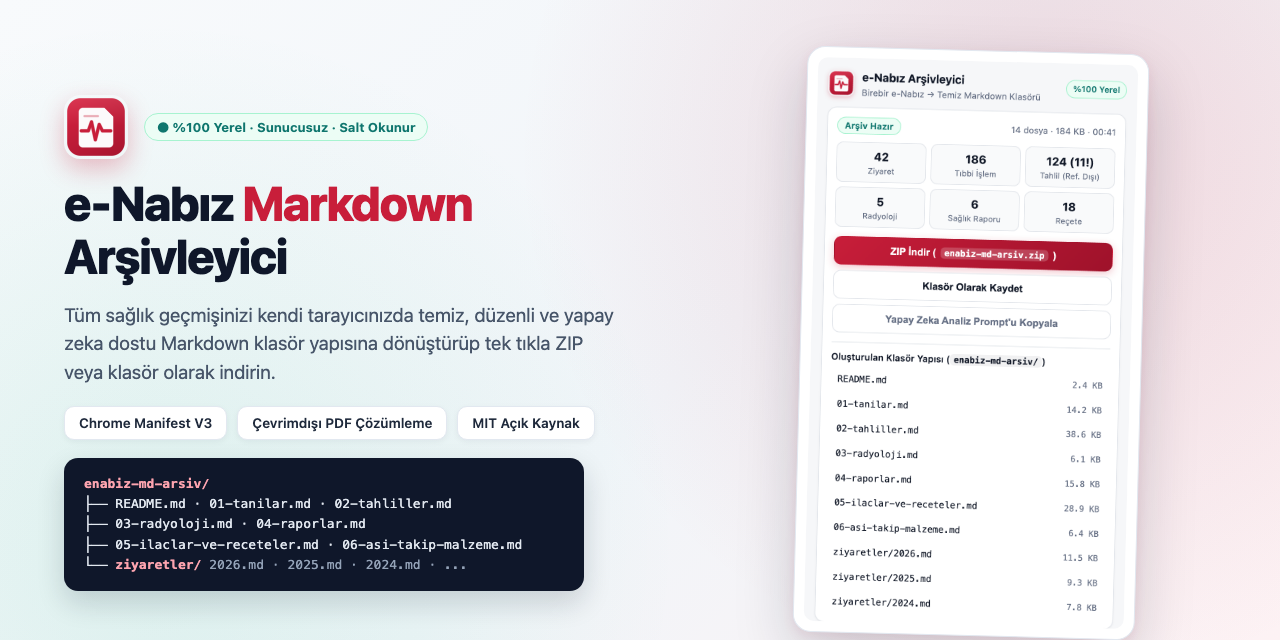 %100 Yerel · Sunucusuz · Salt Okunur
e-Nabız Markdown
Arşivleyici
Tüm sağlık geçmişinizi kendi tarayıcınızda temiz, düzenli ve yapay
zeka dostu Markdown klasör yapısına dönüştürüp tek tıkla ZIP
veya klasör olarak indirin.
Chrome Manifest V3
Çevrimdışı PDF Çözümleme
MIT Açık Kaynak
enabiz-md-arsiv/
├── README.md · 01-tanilar.md · 02-tahliller.md
├── 03-radyoloji.md · 04-raporlar.md
├── 05-ilaclar-ve-receteler.md · 06-asi-takip-malzeme.md
└── ziyaretler/ 2026.md · 2025.md · 2024.md · ...
e-Nabız Arşivleyici
Birebir e-Nabız → Temiz Markdown Klasörü
%100 Yerel
Arşiv Hazır
14 dosya · 184 KB · 00:41
42
Ziyaret
186
Tıbbi İşlem
124 (11!)
Tahlil (Ref. Dışı)
5
Radyoloji
6
Sağlık Raporu
18
Reçete
ZIP İndir ( enabiz-md-arsiv.zip )
Klasör Olarak Kaydet
Yapay Zeka Analiz Prompt'u Kopyala
Oluşturulan Klasör Yapısı ( enabiz-md-arsiv/ )
README.md 2.4 KB
01-tanilar.md 14.2 KB
02-tahliller.md 38.6 KB
03-radyoloji.md 6.1 KB
04-raporlar.md 15.8 KB
05-ilaclar-ve-receteler.md 28.9 KB
06-asi-takip-malzeme.md 6.4 KB
ziyaretler/2026.md 11.5 KB
ziyaretler/2025.md 9.3 KB
ziyaretler/2024.md 7.8 KB